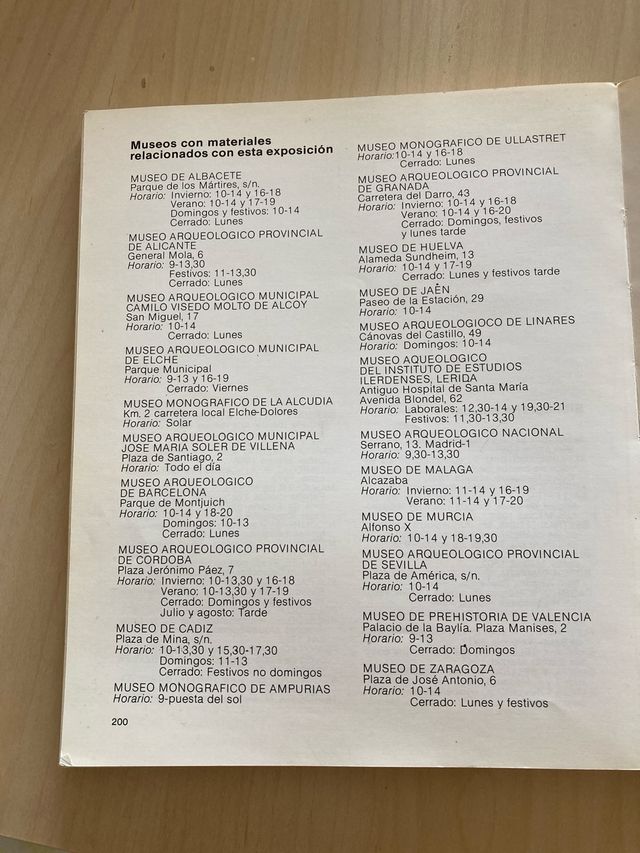 Museos con materiales
relacionados con esta exposición
MUSEO DE ALBACETE
Parque de los Mártires, s/n.
Horario: Invierno: 10-14 y 16-18
Verano: 10-14 y 17-19
Domingos y festivos: 10-14
Cerrado: Lunes
MUSEO ARQUEOLOGICO PROVINCIAL
DE ALICANTE
General Mola, 6
Horario: 9-13,30
Festivos: 11-13,30
Cerrado: Lunes
MUSEO ARQUEOLOGICO MUNICIPAL
CAMILO VISEDO MOLTO DE ALCOY
San Miguel, 17
Horario: 10-14
Cerrado: Lunes
MUSEO ARQUEOLOGICO MUNICIPAL
DE ELCHE
Parque Municipal
Horario: 9-13 y 16-19
Cerrado: Viernes
MUSEO MONOGRAFICO DE LA ALCUDIA
Km. 2 carretera local Elche-Dolores
Horario: Solar
MUSEO ARQUEOLOGICO MUNICIPAL
JOSE MARIA SOLER DE VILLENA
Plaza de Santiago, 2
Horario: Todo el día
MUSEO ARQUEOLOGICO
DE BARCELONA
Parque de Montjuich
Horario: 10-14 y 18-20
Domingos: 10-13
Cerrado: Lunes
MUSEO ARQUEOLOGICO PROVINCIAL
DE CORDOBA
Plaza Jerónimo Páez, 7
Horario: Invierno: 10-13,30 y 16-18
Verano: 10-13,30 y 17-19
Cerrado: Domingos y festivos
Julio y agosto: Tarde
MUSEO DE CADIZ
Plaza de Mina, s/n.
Horario: 10-13,30 y 15,30-17,30
Domingos: 11-13
Cerrado: Festivos no domingos
MUSEO MONOGRAFICO DE AMPURIAS
Horario: 9-puesta del sol
200
MUSEO MONOGRAFICO DE ULLASTRET
Horario: 10-14 y 16-18
Cerrado: Lunes
MUSEO ARQUEOLOGICO PROVINCIAL
DE GRANADA
Carretera del Darro, 43
Horario: Invierno: 10-14 y 16-18
Verano: 10-14 y 16-20
Cerrado: Domingos, festivos
y lunes tarde
MUSEO DE HUELVA
Alameda Sundheim, 13
Horario: 10-14 y 17-19
Cerrado: Lunes y festivos tarde
MUSEO DE JAÉN
Paseo de la Estación, 29
Horario: 10-14
MUSEO ARQUEOLOGIOCO DE LINARES
Cánovas del Castillo, 49
Horario: Domingos: 10-14
MUSEO AQUEOLOGICO
DEL INSTITUTO DE ESTUDIOS
ILERDENSES, LERIDA
Antiguo Hospital de Santa María
Avenida Blondel, 62
Horario: Laborales: 12,30-14 y 19,30-21
Festivos: 11,30-13,30
MUSEO ARQUEOLOGICO NACIONAL
Serrano, 13. Madrid-1
Horario: 9,30-13,30
MUSEO DE MALAGA
Alcazaba
Horario: Invierno: 11-14 y 16-19
Verano: 11-14 y 17-20
MUSEO DE MURCIA
Alfonso X
Horario: 10-14 y 18-19,30
MUSEO ARQUEOLOGICO PROVINCIAL
DE SEVILLA
Plaza de América, s/n.
Horario: 10-14
Cerrado: Lunes
MUSEO DE PREHISTORIA DE VALENCIA
Palacio de la Baylía. Plaza Manises, 2
Horario: 9-13
Cerrado: Domingos
MUSEO DE ZARAGOZA
Plaza de José Antonio, 6
Horario: 10-14
Cerrado: Lunes y festivos